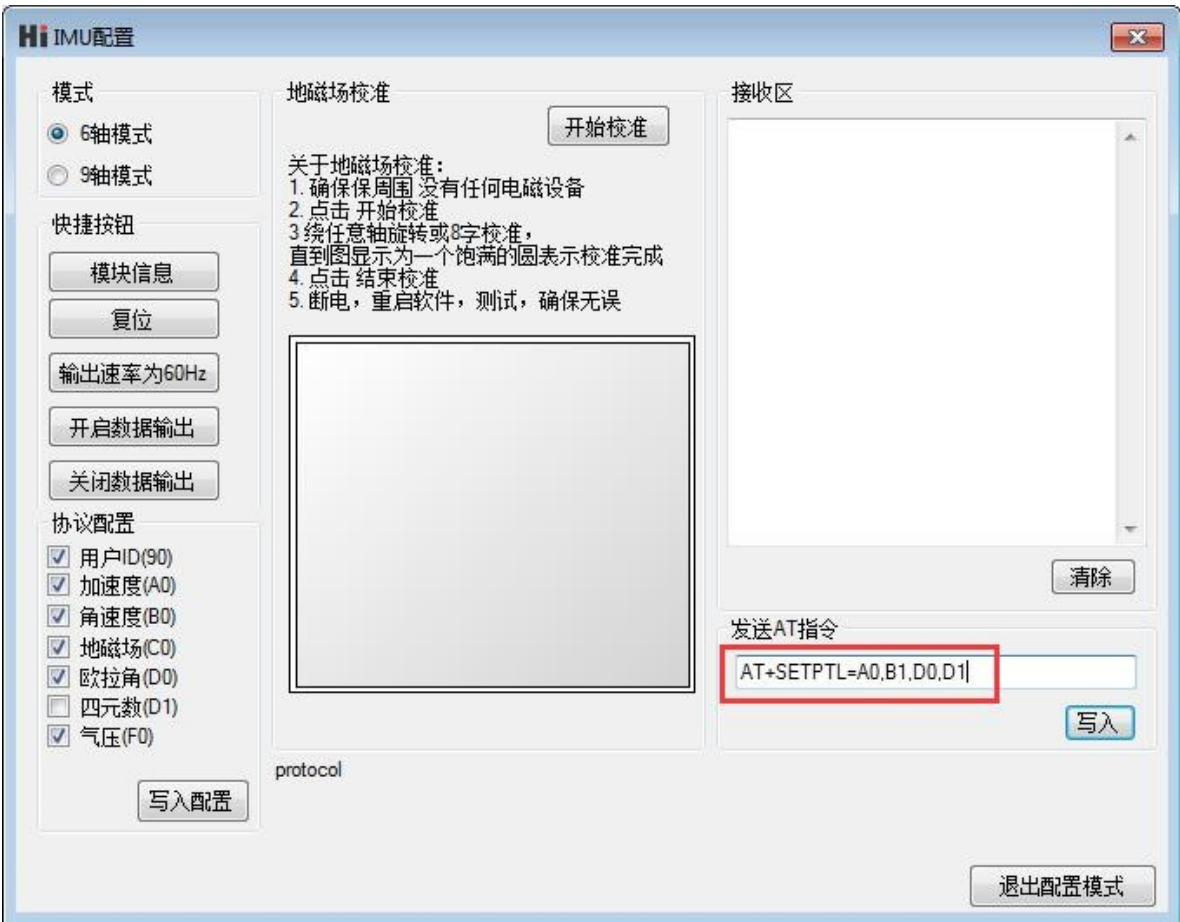 Hi IMU配置
模式
6轴模式
9轴模式
快捷按钮
模块信息
复位
输出速率为60Hz
开启数据输出
关闭数据输出
协议配置
用户ID(90)
加速度(A0)
角速度(B0)
地磁场(C0)
欧拉角(D0)
四元数(D1)
气压(F0)
写入配置
地磁场校准
开始校准
关于地磁场校准：
1. 确保保周围 没有任何电磁设备
2. 点击 开始校准
3 绕任意轴旋转或8字校准，
直到图显示为一个饱满的圆表示校准完成
4. 点击 结束校准
5. 断电，重启软件，测试，确保无误
protocol
接收区
清除
发送AT指令
AT+SETPTL=A0,B1,D0,D1
写入
退出配置模式